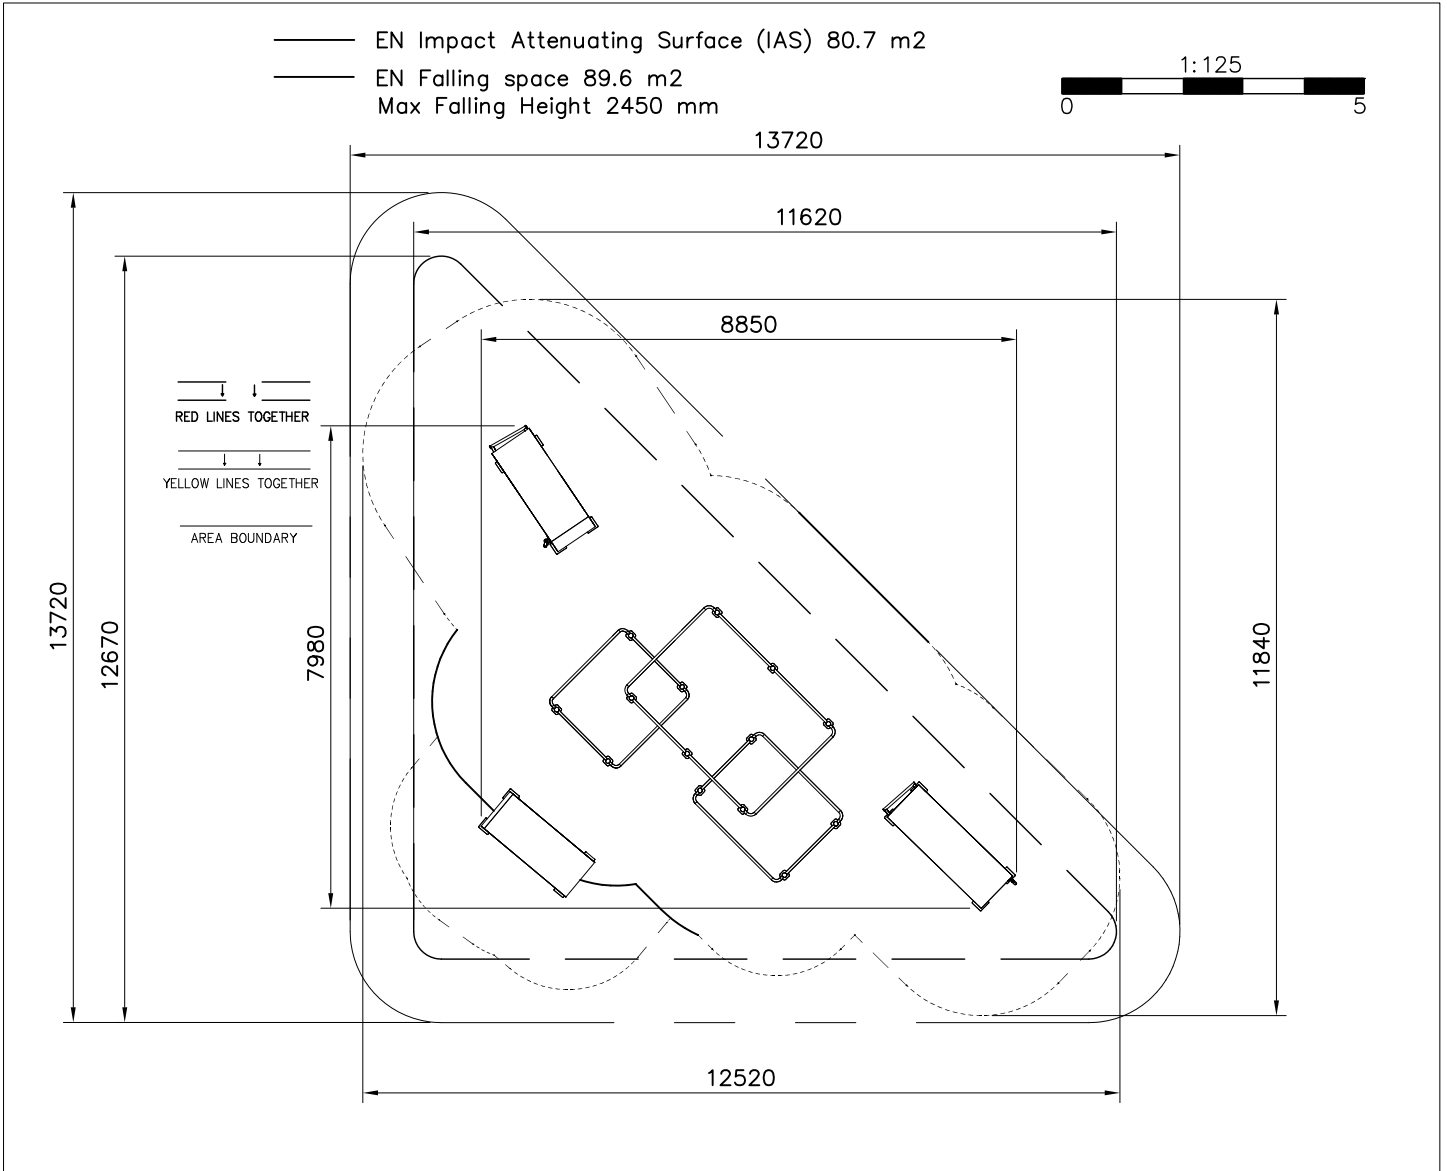 EN Impact Attenuating Surface (IAS) 80.7 m2
EN Falling space 89.6 m2
Max Falling Height 2450 mm
1:125
0 5
13720
11620
8850
RED LINES TOGETHER
YELLOW LINES TOGETHER
AREA BOUNDARY
13720
12670
7980
11840
12520